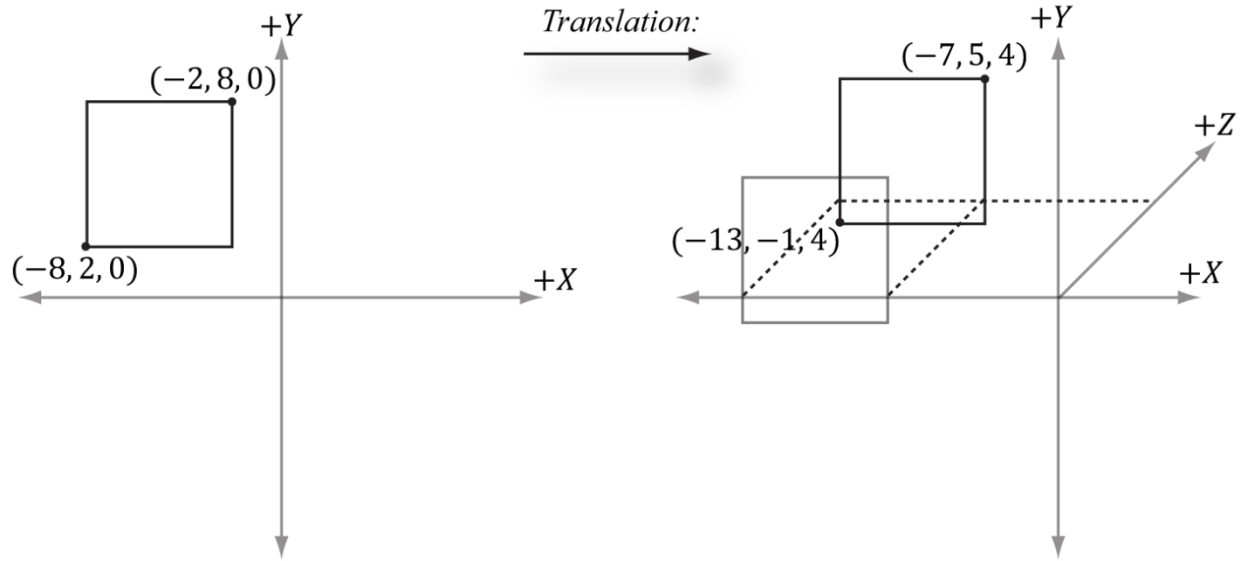 +Y
(−2, 8, 0)
(−8, 2, 0)
+X
Translation:
+Y
(−7, 5, 4)
+Z
(−13, −1, 4)
+X